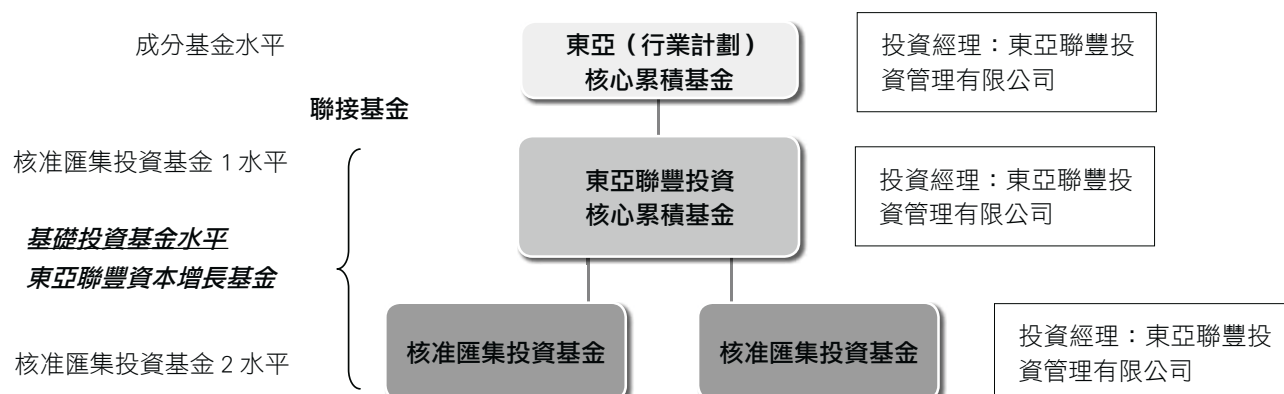 成分基金水平
東亞（行業計劃）
核心累積基金
投資經理：東亞聯豐投
資管理有限公司
聯接基金
核准匯集投資基金 1 水平
東亞聯豐投資
核心累積基金
投資經理：東亞聯豐投
資管理有限公司
基礎投資基金水平
東亞聯豐資本增長基金
核准匯集投資基金 2 水平
核准匯集投資基金
核准匯集投資基金
投資經理：東亞聯豐投
資管理有限公司